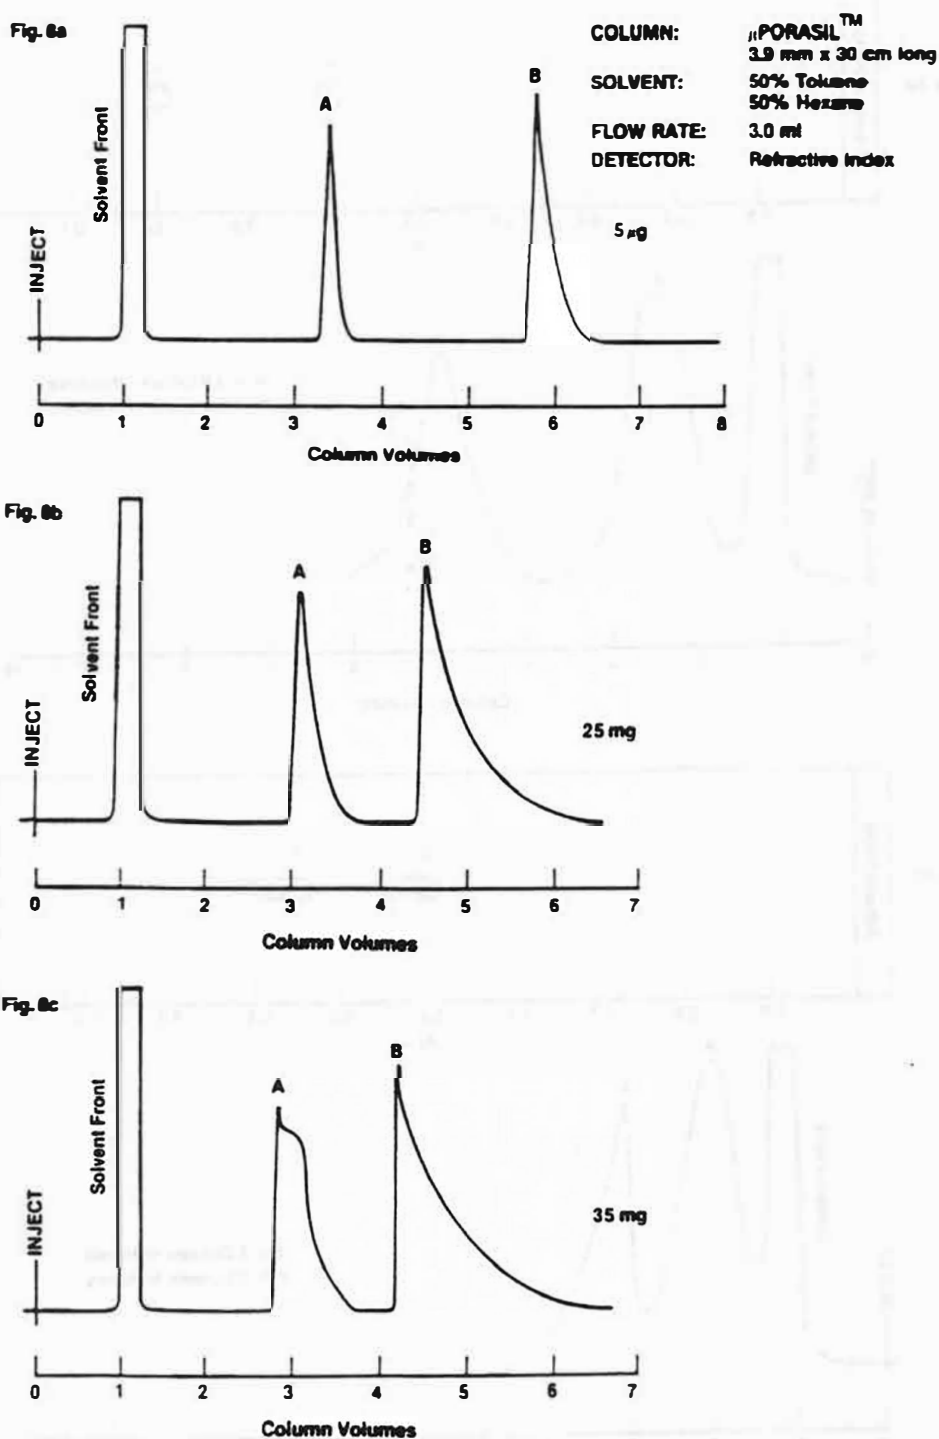 Fig. 6a
COLUMN: µPORASIL™
3.9 mm x 30 cm long
SOLVENT: 50% Toluene
50% Hexane
FLOW RATE: 3.0 ml
DETECTOR: Refractive Index
Solvent Front
INJECT
A
B
5 µg
0 1 2 3 4 5 6 7 8
Column Volumes
Fig. 6b
Solvent Front
INJECT
A
B
25 mg
0 1 2 3 4 5 6 7
Column Volumes
Fig. 6c
Solvent Front
INJECT
A
B
35 mg
0 1 2 3 4 5 6 7
Column Volumes